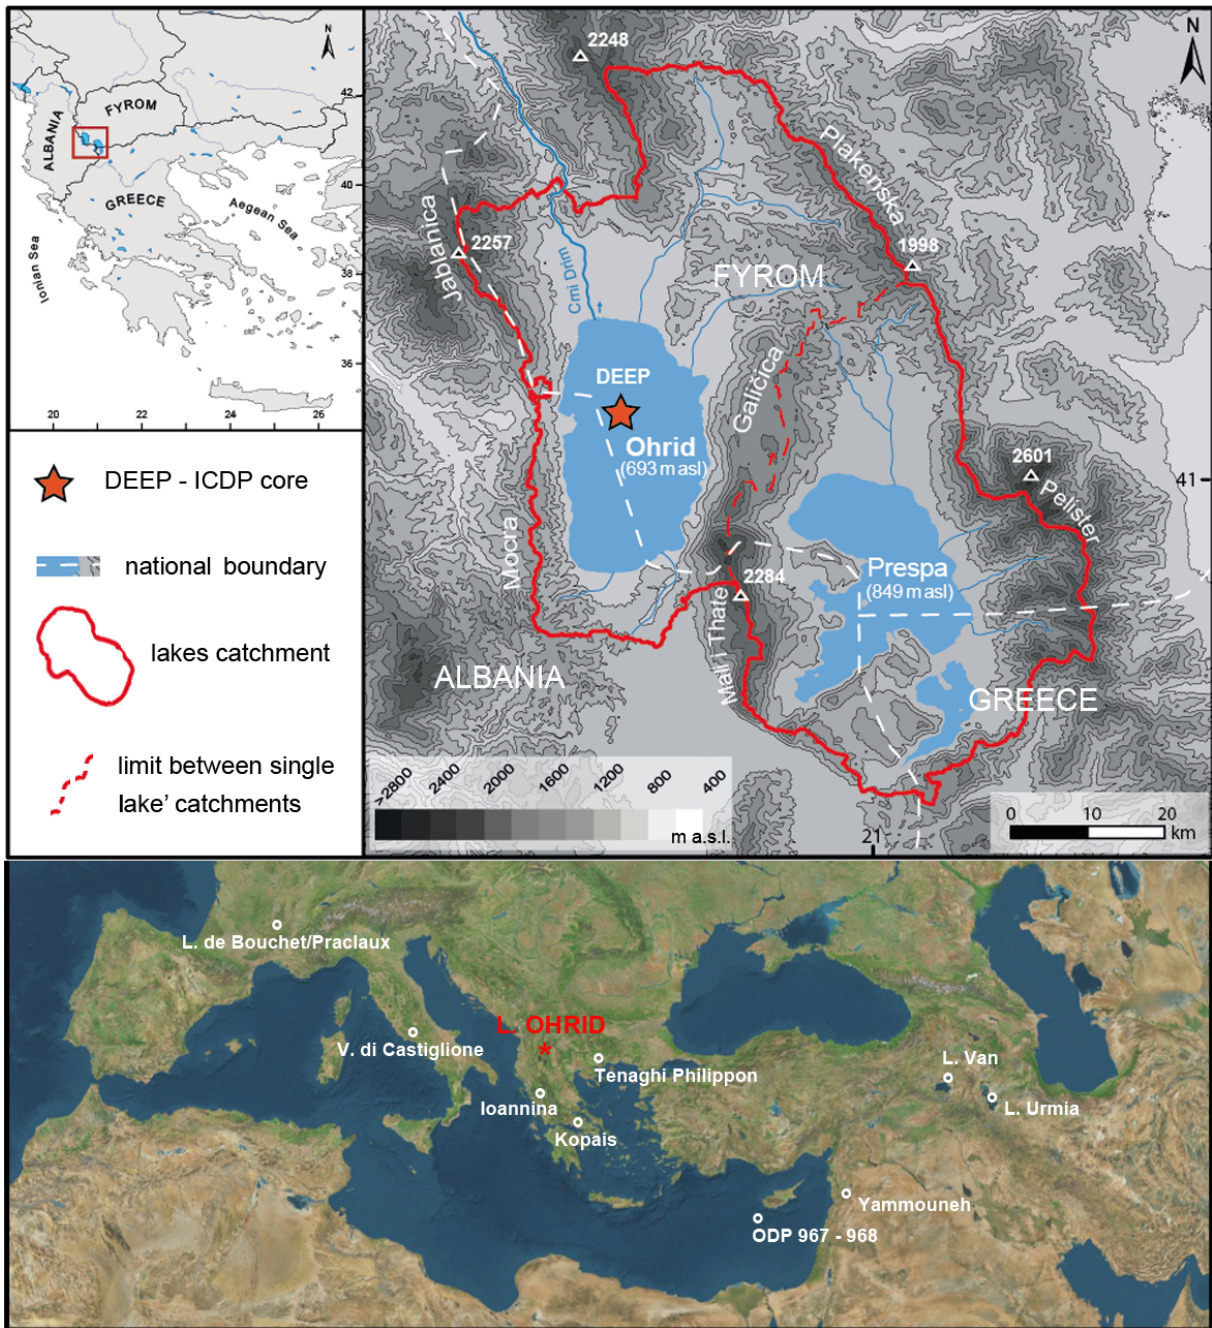 N
42
FYROM
ALBANIA
40
GREECE
Aegean Sea
Ionian Sea
38
36
20
22
24
26
DEEP - ICDP core
national boundary
lakes catchment
limit between single
lake' catchments
N
2248
Plakenska
Jablanica
2257
1998
Crni Drim
FYROM
DEEP
Galičica
Ohrid
(693 m asl)
2601
41
Pelister
Mocra
Prespa
(849 m asl)
2284
Mali i Thate
ALBANIA
GREECE
>2800
2400
2000
1600
1200
800
400
m a.s.l.
0
10
20
km
21
L. de Bouchet/Praclaux
L. OHRID
V. di Castiglione
Tenaghi Philippon
L. Van
Ioannina
L. Urmia
Kopais
Yammouneh
ODP 967 - 968